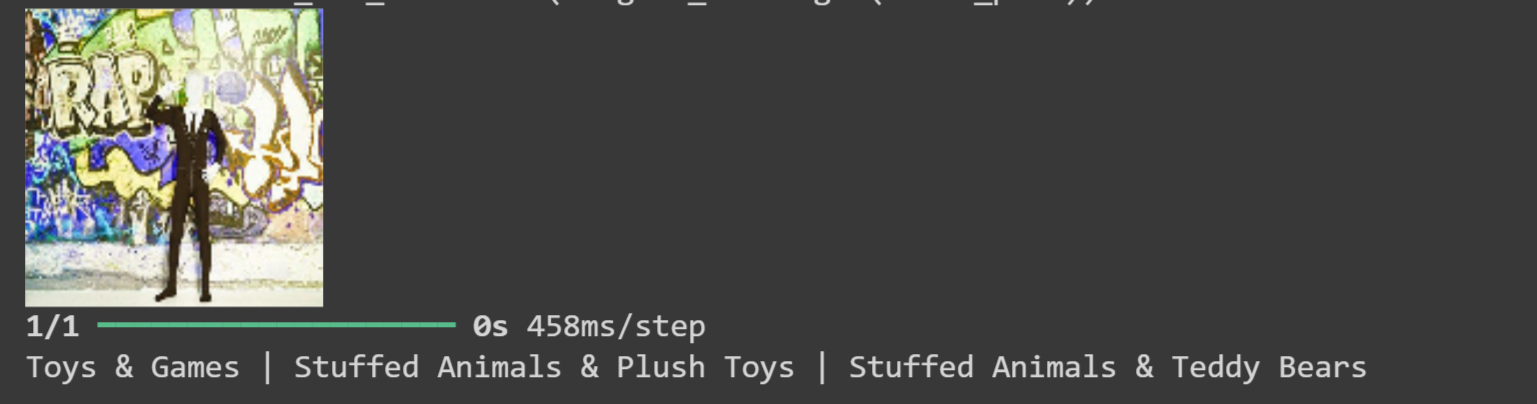 RAP
1/1 0s 458ms/step
Toys & Games | Stuffed Animals & Plush Toys | Stuffed Animals & Teddy Bears